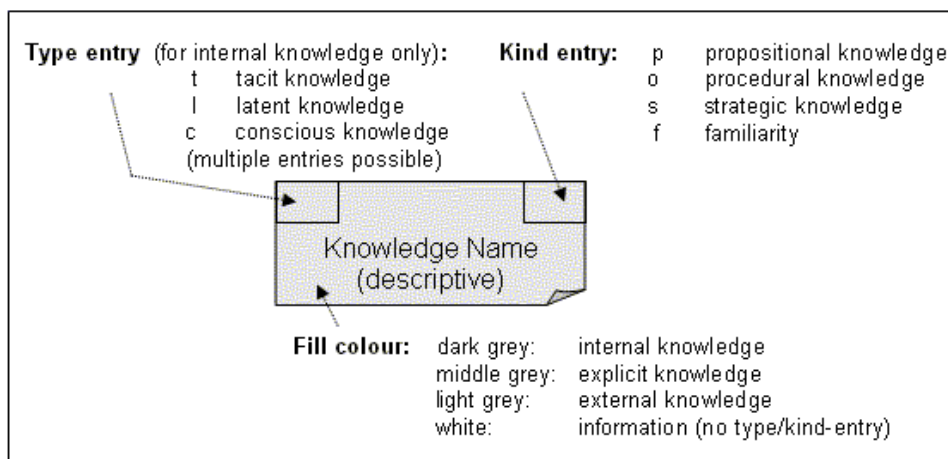 Type entry (for internal knowledge only):
t tacit knowledge
l latent knowledge
c conscious knowledge
(multiple entries possible)
Kind entry: p propositional knowledge
o procedural knowledge
s strategic knowledge
f familiarity
Knowledge Name
(descriptive)
Fill colour: dark grey: internal knowledge
middle grey: explicit knowledge
light grey: external knowledge
white: information (no type/kind-entry)